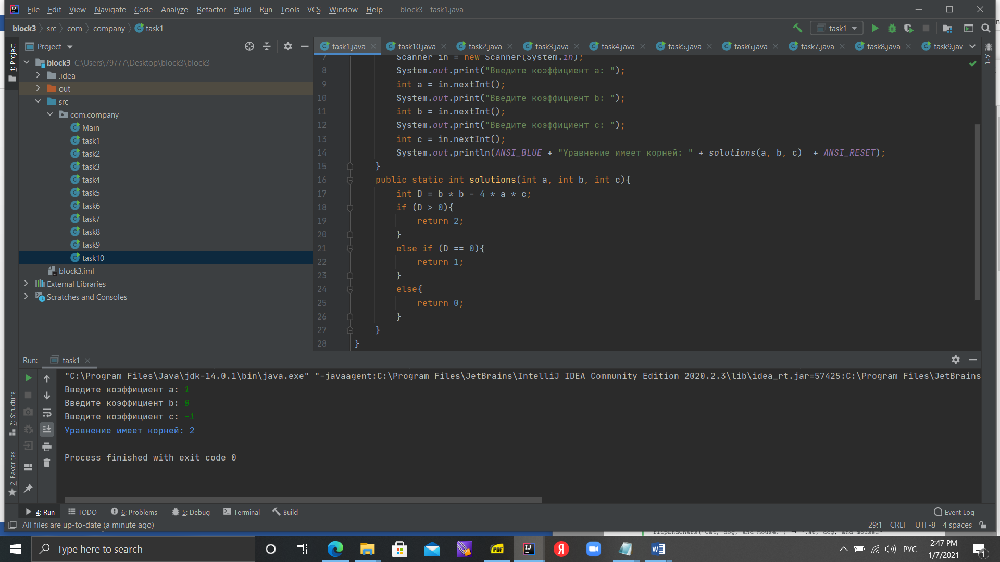 File Edit View Navigate Code Analyze Refactor Build Run Tools VCS Window Help block3 - task1.java
block3 src com company task1 task1
1: Project
Project
task1.java task10.java task2.java task3.java task4.java task5.java task6.java task7.java task8.java task9.jav
Ant
block3 C:\Users\79777\Desktop\block3\block3
.idea
out
src
com.company
Main
task1
task2
task3
task4
task5
task6
task7
task8
task9
task10
block3.iml
External Libraries
Scratches and Consoles
7 Scanner in = new Scanner(System.in);
8 System.out.print("Введите коэффициент a: ");
9 int a = in.nextInt();
10 System.out.print("Введите коэффициент b: ");
11 int b = in.nextInt();
12 System.out.print("Введите коэффициент c: ");
13 int c = in.nextInt();
14 System.out.println(ANSI_BLUE + "Уравнение имеет корней: " + solutions(a, b, c)  + ANSI_RESET);
15 }
16 public static int solutions(int a, int b, int c){
17 int D = b * b - 4 * a * c;
18 if (D > 0){
19 return 2;
20 }
21 else if (D == 0){
22 return 1;
23 }
24 else{
25 return 0;
26 }
27 }
28 }
Run: task1
"C:\Program Files\Java\jdk-14.0.1\bin\java.exe" "-javaagent:C:\Program Files\JetBrains\IntelliJ IDEA Community Edition 2020.2.3\lib\idea_rt.jar=57425:C:\Program Files\JetBrains
Введите коэффициент a: 1
Введите коэффициент b: 0
Введите коэффициент c: -1
Уравнение имеет корней: 2
Process finished with exit code 0
7: Structure
2: Favorites
4: Run TODO 6: Problems 5: Debug Terminal Build Event Log
All files are up-to-date (a minute ago) 29:1 CRLF UTF-8 4 spaces
Type here to search PDF IJ Я РУС 2:47 PM
1/7/2021 1